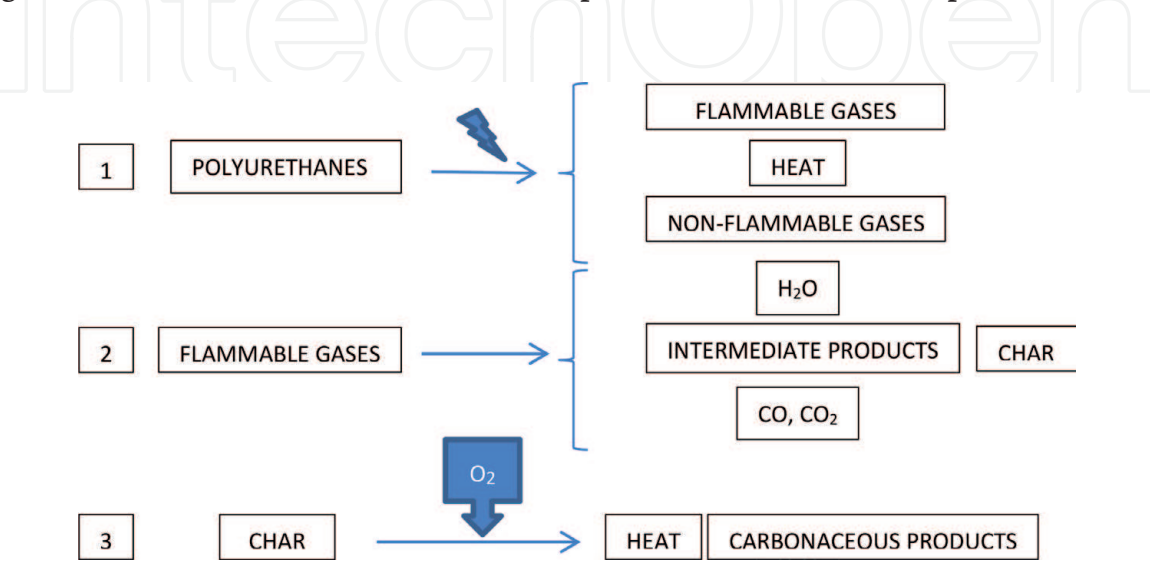 IntechOpen
FLAMMABLE GASES
1 POLYURETHANES HEAT
NON-FLAMMABLE GASES
H₂O
2 FLAMMABLE GASES INTERMEDIATE PRODUCTS CHAR
CO, CO₂
O₂
3 CHAR HEAT CARBONACEOUS PRODUCTS